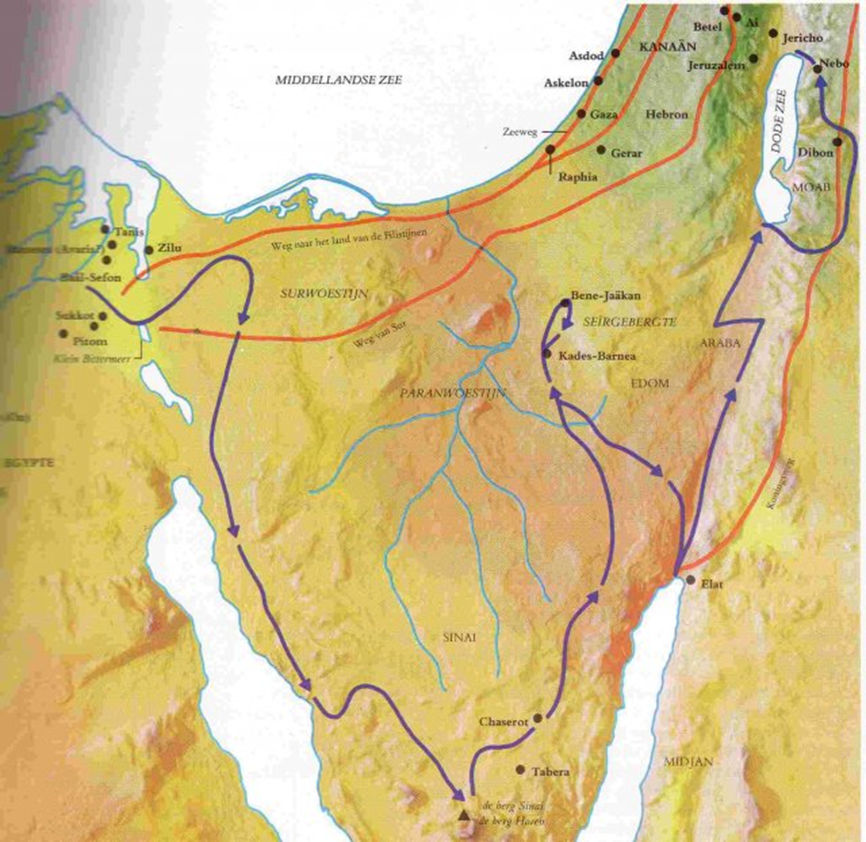 Betel
Ai
Jericho
Asdod
KANAÄN
Jeruzalem
Nebo
MIDDELLANDSE ZEE
Askelon
DODE ZEE
Gaza
Hebron
Zeeweg
Gerar
Dibon
Raphia
MOAB
Tanis
Zilu
Weg naar het land van de Filistijnen
(Avaris?)
Baäl-Sefon
SURWOESTIJN
Bene-Jaäkan
Sukkot
SEÏRGEBERGTE
Pitom
Weg van Sur
ARABA
Klein Bittermeer
Kades-Barnea
EDOM
PARANWOESTIJN
EGYPTE
Koningsweg
Elat
SINAI
Chaserot
MIDJAN
Tabera
de berg Sinai
de berg Horeb